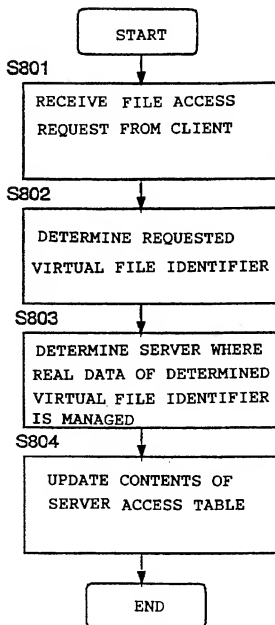 START
S801
RECEIVE FILE ACCESS
REQUEST FROM CLIENT
S802
DETERMINE REQUESTED
VIRTUAL FILE IDENTIFIER
S803
DETERMINE SERVER WHERE
REAL DATA OF DETERMINED
VIRTUAL FILE IDENTIFIER
IS MANAGED
S804
UPDATE CONTENTS OF
SERVER ACCESS TABLE
END